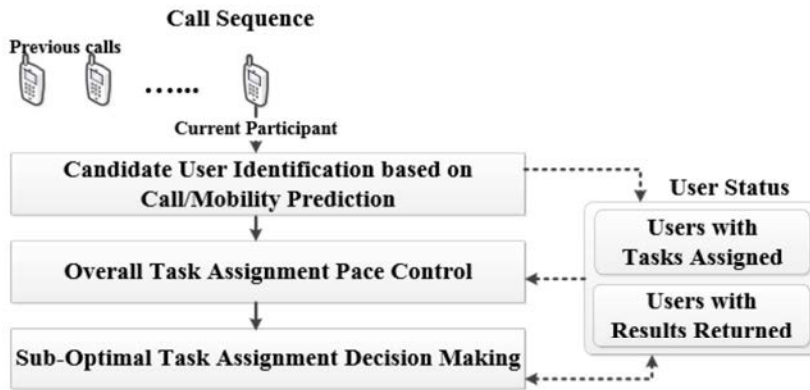 Call Sequence
Previous calls
.......
Current Participant
Candidate User Identification based on
Call/Mobility Prediction
User Status
Users with
Tasks Assigned
Overall Task Assignment Pace Control
Users with
Results Returned
Sub-Optimal Task Assignment Decision Making